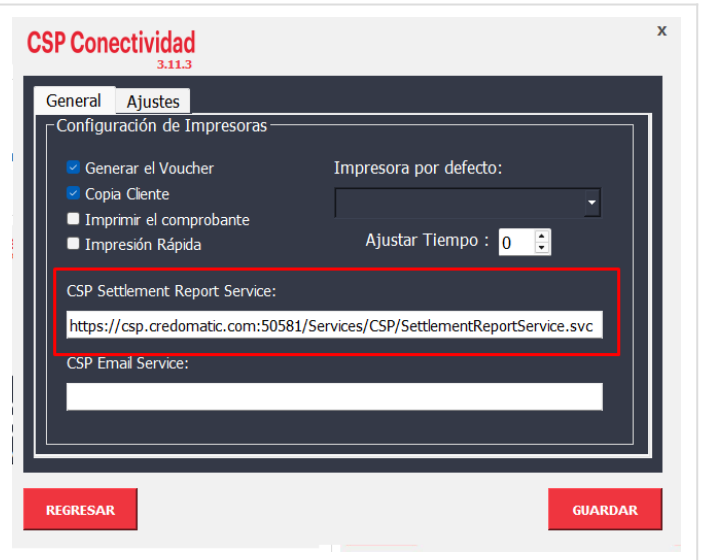 CSP Conectividad
3.11.3
x
General
Ajustes
Configuración de Impresoras
Generar el Voucher
Copia Cliente
Imprimir el comprobante
Impresión Rápida
Impresora por defecto:
Ajustar Tiempo : 0
CSP Settlement Report Service:
https://csp.credomatic.com:50581/Services/CSP/SettlementReportService.svc
CSP Email Service:
REGRESAR
GUARDAR